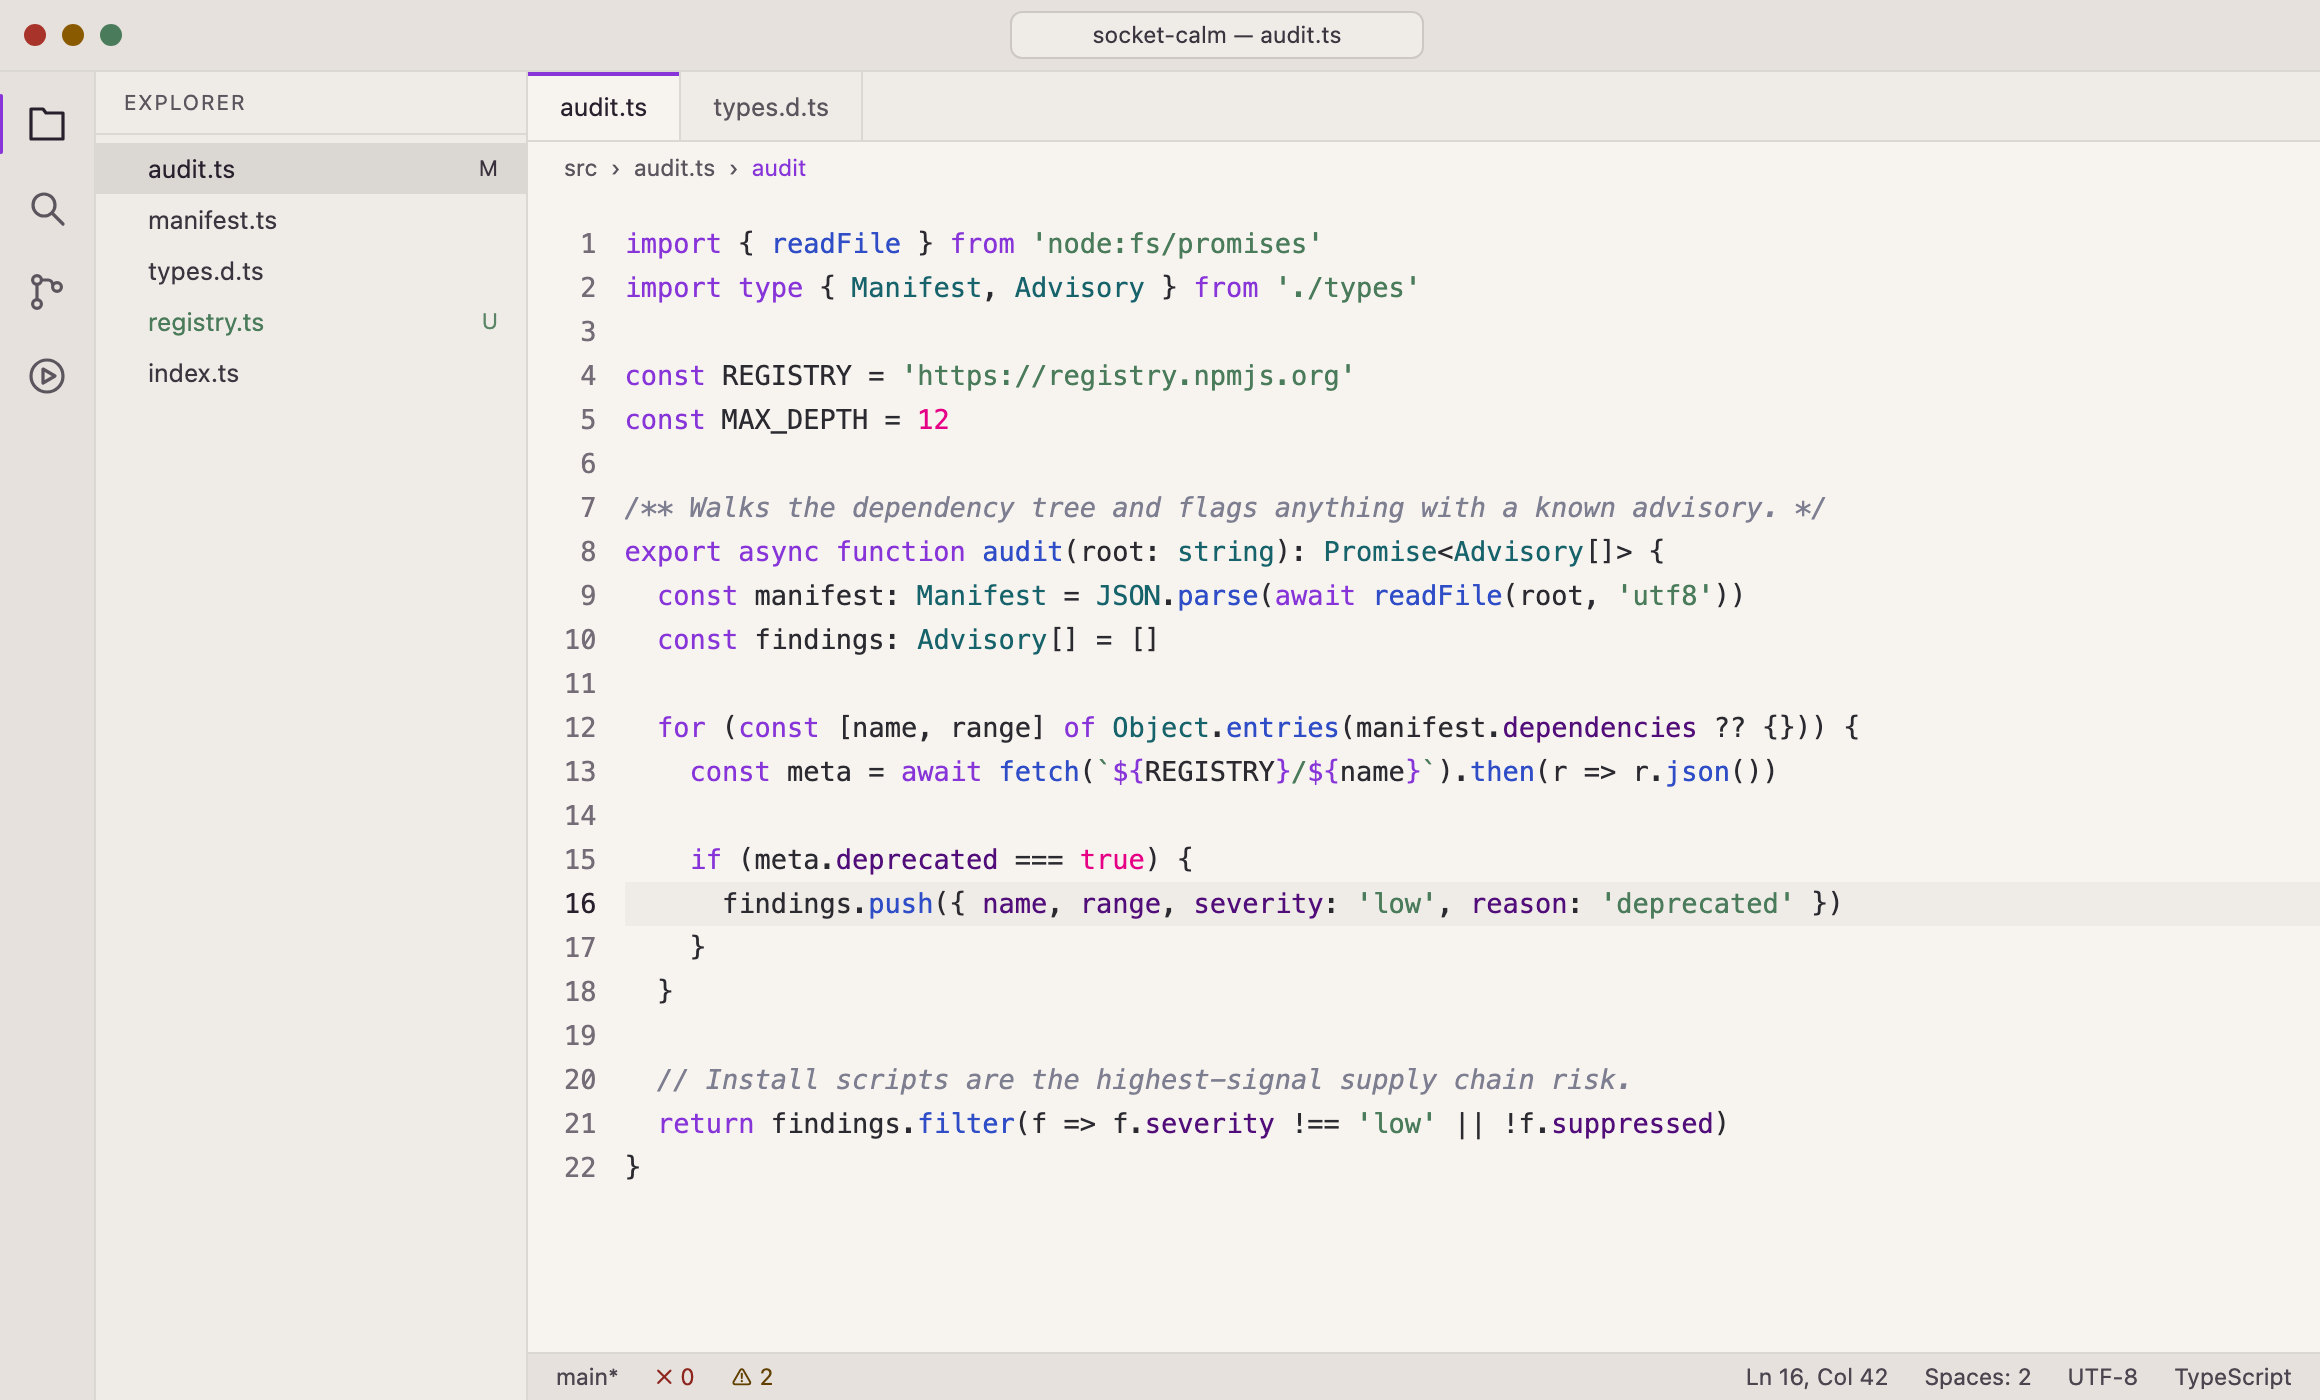 socket-calm — audit.ts
EXPLORER
audit.ts M
manifest.ts
types.d.ts
registry.ts U
index.ts
audit.ts types.d.ts
src › audit.ts › audit
1 import { readFile } from 'node:fs/promises'
2 import type { Manifest, Advisory } from './types'
3
4 const REGISTRY = 'https://registry.npmjs.org'
5 const MAX_DEPTH = 12
6
7 /** Walks the dependency tree and flags anything with a known advisory. */
8 export async function audit(root: string): Promise<Advisory[]> {
9   const manifest: Manifest = JSON.parse(await readFile(root, 'utf8'))
10   const findings: Advisory[] = []
11
12   for (const [name, range] of Object.entries(manifest.dependencies ?? {})) {
13     const meta = await fetch(`${REGISTRY}/${name}`).then(r => r.json())
14
15     if (meta.deprecated === true) {
16       findings.push({ name, range, severity: 'low', reason: 'deprecated' })
17     }
18   }
19
20   // Install scripts are the highest-signal supply chain risk.
21   return findings.filter(f => f.severity !== 'low' || !f.suppressed)
22 }
main* 0 2 Ln 16, Col 42 Spaces: 2 UTF-8 TypeScript